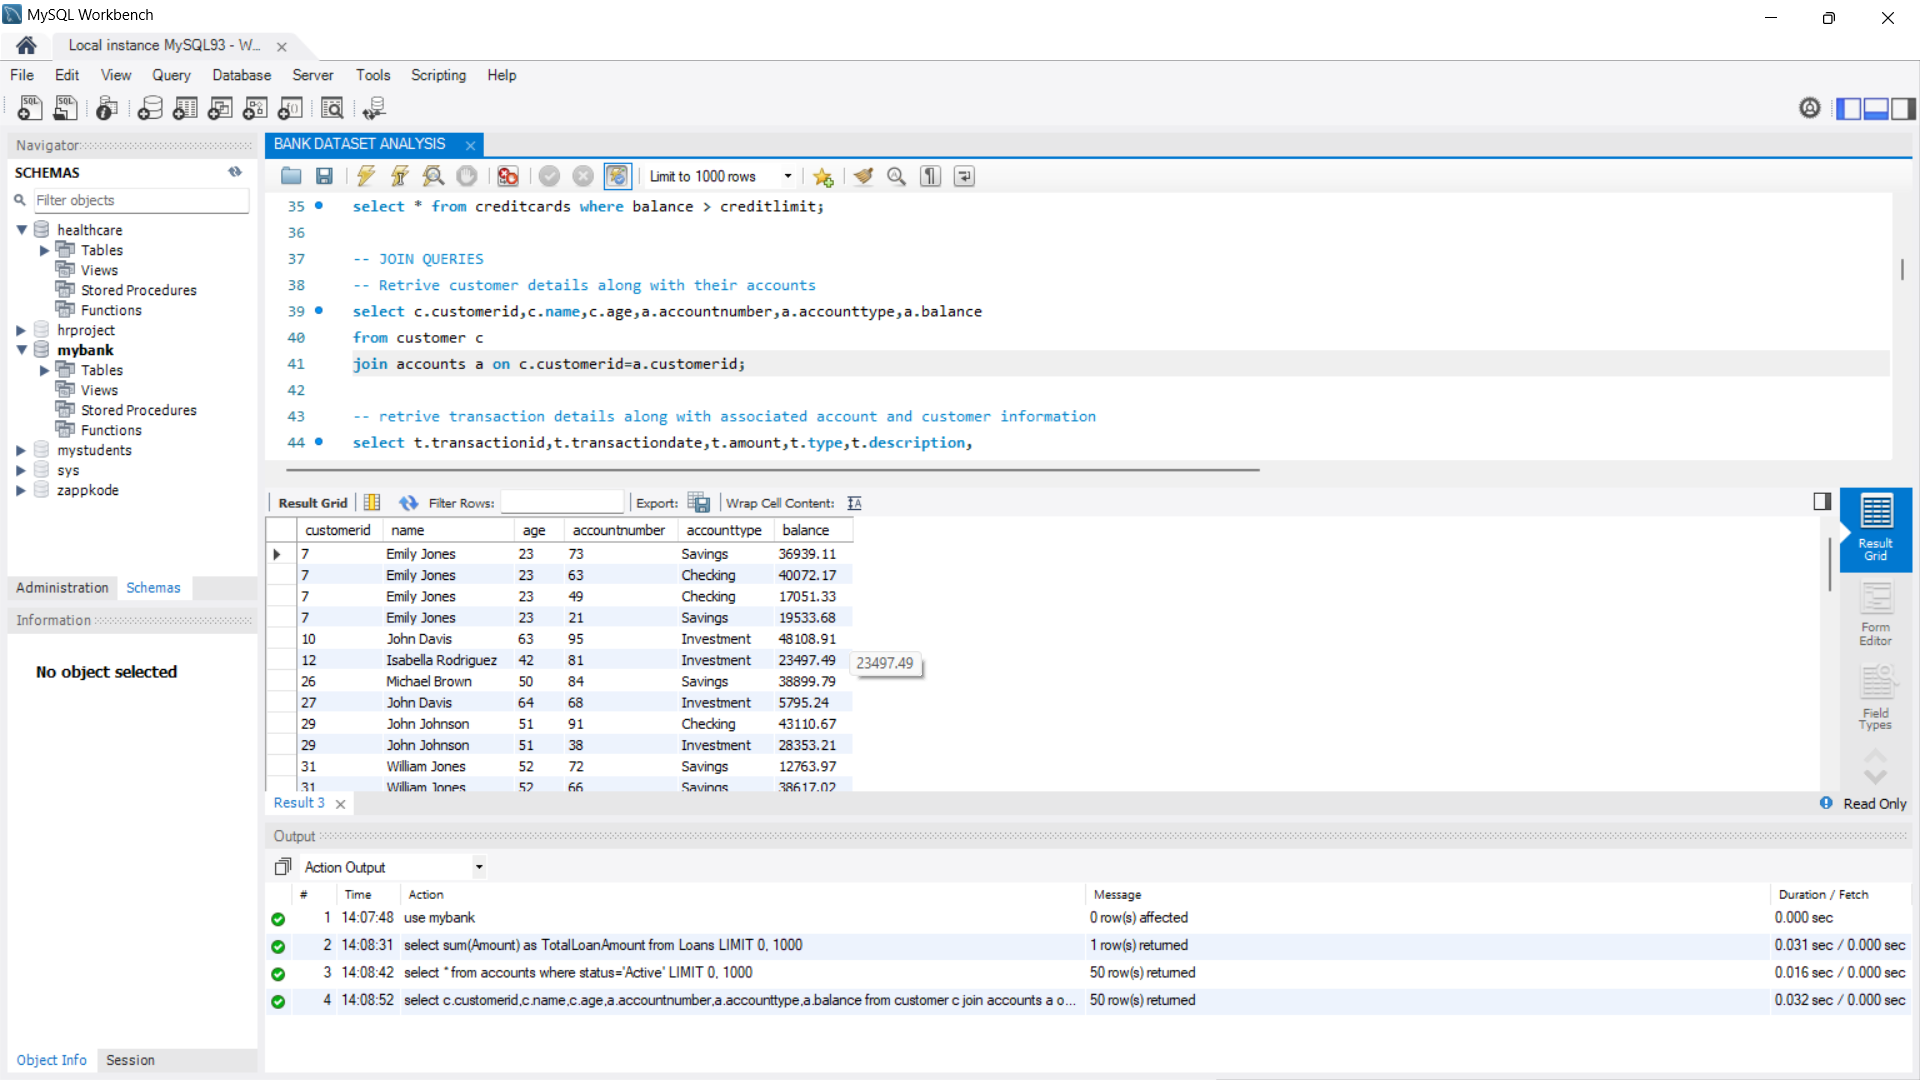 MySQL Workbench
Local instance MySQL93 - W...
File Edit View Query Database Server Tools Scripting Help
Navigator
SCHEMAS
Filter objects
healthcare
Tables
Views
Stored Procedures
Functions
hrproject
mybank
Tables
Views
Stored Procedures
Functions
mystudents
sys
zappkode
Administration Schemas
Information
No object selected
Object Info Session
BANK DATASET ANALYSIS
Limit to 1000 rows
35 select * from creditcards where balance > creditlimit;
36
37 -- JOIN QUERIES
38 -- Retrive customer details along with their accounts
39 select c.customerid,c.name,c.age,a.accountnumber,a.accounttype,a.balance
40 from customer c
41 join accounts a on c.customerid=a.customerid;
42
43 -- retrive transaction details along with associated account and customer information
44 select t.transactionid,t.transactiondate,t.amount,t.type,t.description,
Result Grid Filter Rows: Export: Wrap Cell Content:
customerid name age accountnumber accounttype balance
7 Emily Jones 23 73 Savings 36939.11
7 Emily Jones 23 63 Checking 40072.17
7 Emily Jones 23 49 Checking 17051.33
7 Emily Jones 23 21 Savings 19533.68
10 John Davis 63 95 Investment 48108.91
12 Isabella Rodriguez 42 81 Investment 23497.49
23497.49
26 Michael Brown 50 84 Savings 38899.79
27 John Davis 64 68 Investment 5795.24
29 John Johnson 51 91 Checking 43110.67
29 John Johnson 51 38 Investment 28353.21
31 William Jones 52 72 Savings 12763.97
31 William Jones 52 66 Savings 38617.02
Result Grid
Form Editor
Field Types
Result 3
Read Only
Output
Action Output
# Time Action Message Duration / Fetch
1 14:07:48 use mybank 0 row(s) affected 0.000 sec
2 14:08:31 select sum(Amount) as TotalLoanAmount from Loans LIMIT 0, 1000 1 row(s) returned 0.031 sec / 0.000 sec
3 14:08:42 select * from accounts where status='Active' LIMIT 0, 1000 50 row(s) returned 0.016 sec / 0.000 sec
4 14:08:52 select c.customerid,c.name,c.age,a.accountnumber,a.accounttype,a.balance from customer c join accounts a o... 50 row(s) returned 0.032 sec / 0.000 sec